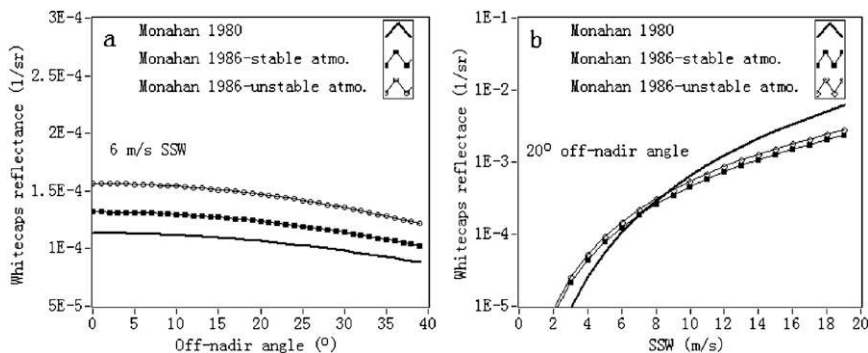 3E-4
2.5E-4
2E-4
1.5E-4
1E-4
5E-5
Whitecaps reflectance (1/sr)
a
Monahan 1980
Monahan 1986-stable atmo.
Monahan 1986-unstable atmo.
6 m/s SSW
0 5 10 15 20 25 30 35 40
Off-nadir angle (°)
1E-1
1E-2
1E-3
1E-4
1E-5
Whitecaps reflectace (1/sr)
b
Monahan 1980
Monahan 1986-stable atmo.
Monahan 1986-unstable atmo.
20° off-nadir angle
0 2 4 6 8 10 12 14 16 18 20
SSW (m/s)